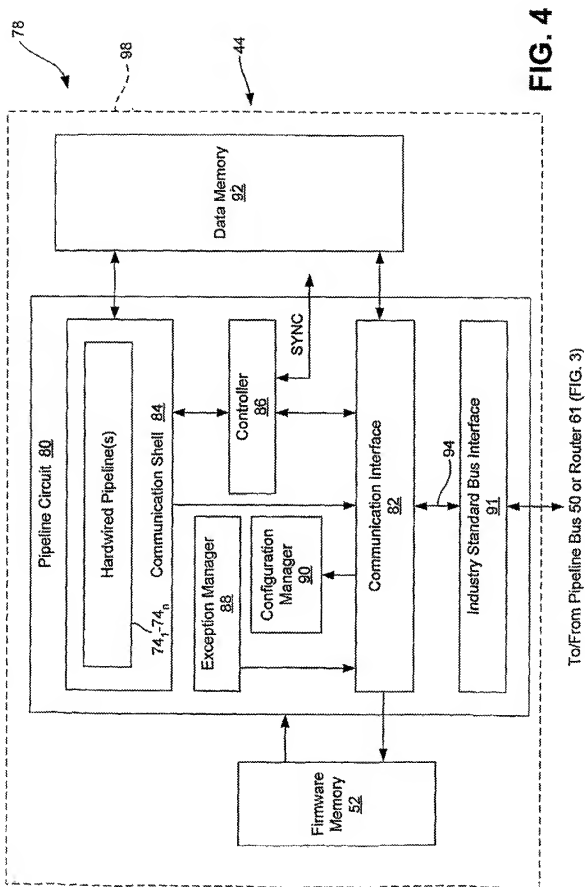 78
98
44
Pipeline Circuit 80
Hardwired Pipeline(s)
74₁-74ₙ
Communication Shell 84
Controller
86
SYNC
Data Memory
92
Exception Manager
88
Configuration
Manager
90
Communication Interface
82
94
Industry Standard Bus Interface
91
Firmware
Memory
52
To/From Pipeline Bus 50 or Router 61 (FIG. 3)
FIG. 4